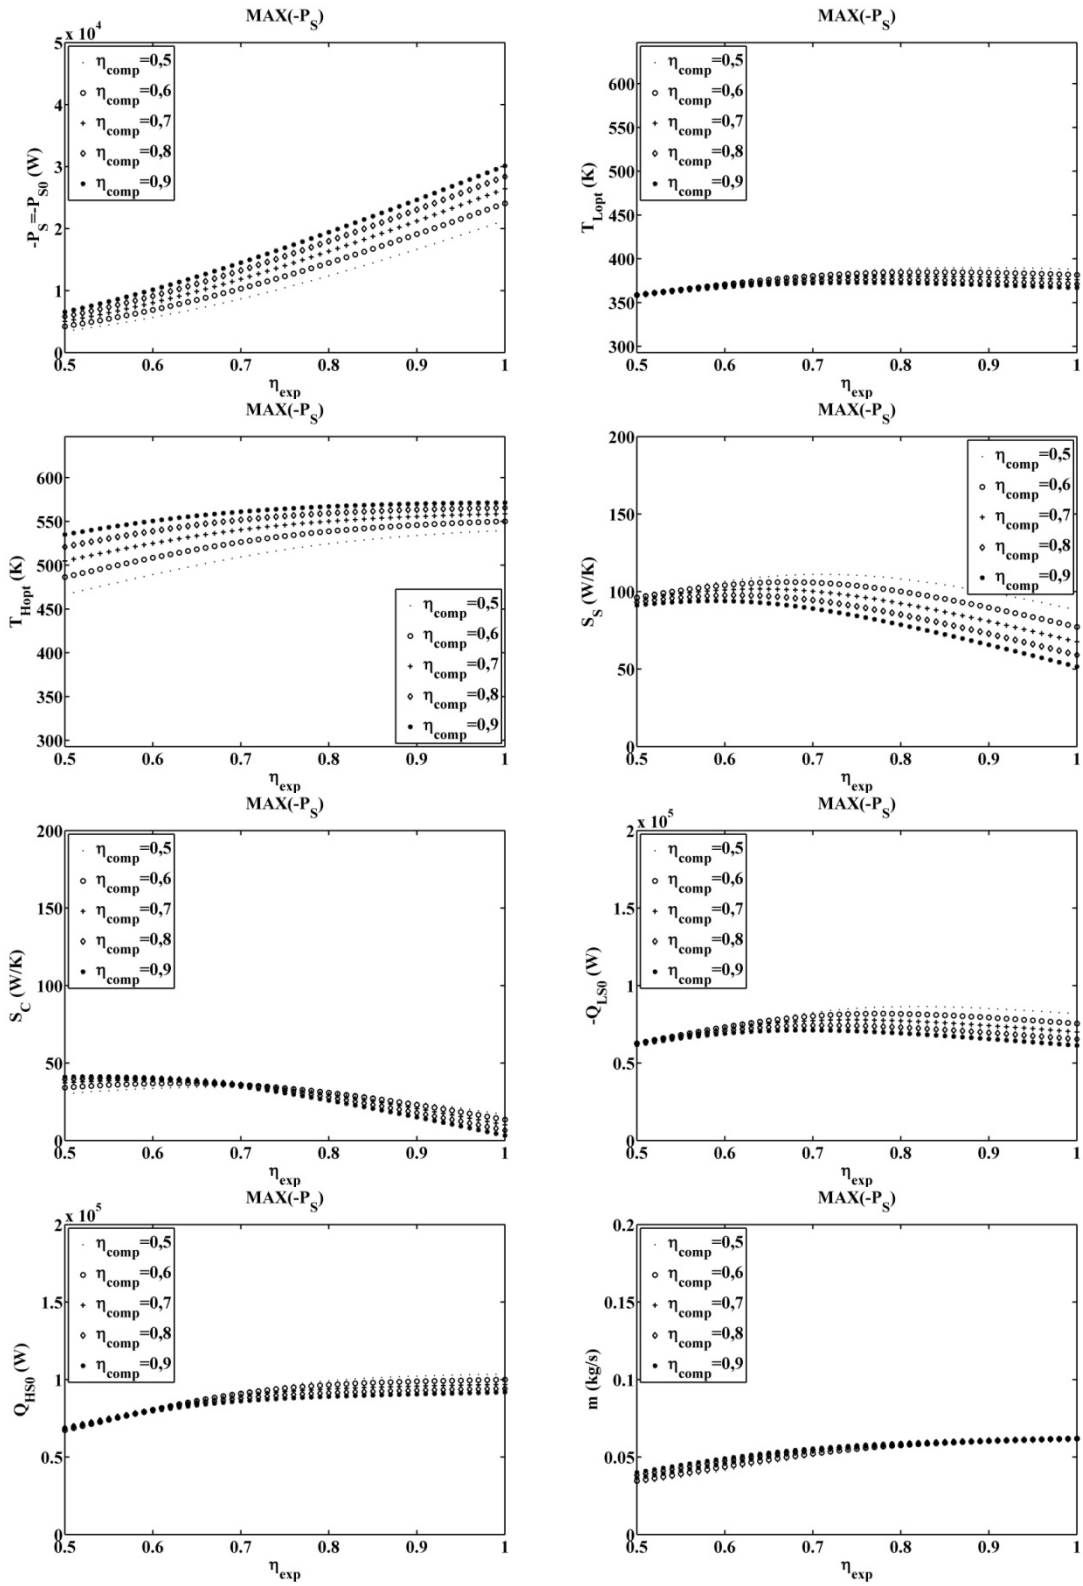 MAX(-P_S)
x 10^4
5
4
3
2
1
0
-P_S=-P_S0 (W)
η_comp=0,5
η_comp=0,6
η_comp=0,7
η_comp=0,8
η_comp=0,9
0.5 0.6 0.7 0.8 0.9 1
η_exp
MAX(-P_S)
600
550
500
450
400
350
300
T_Lopt (K)
η_comp=0,5
η_comp=0,6
η_comp=0,7
η_comp=0,8
η_comp=0,9
0.5 0.6 0.7 0.8 0.9 1
η_exp
MAX(-P_S)
600
550
500
450
400
350
300
T_Hopt (K)
η_comp=0,5
η_comp=0,6
η_comp=0,7
η_comp=0,8
η_comp=0,9
0.5 0.6 0.7 0.8 0.9 1
η_exp
MAX(-P_S)
200
150
100
50
0
S_S (W/K)
η_comp=0,5
η_comp=0,6
η_comp=0,7
η_comp=0,8
η_comp=0,9
0.5 0.6 0.7 0.8 0.9 1
η_exp
MAX(-P_S)
200
150
100
50
0
S_C (W/K)
η_comp=0,5
η_comp=0,6
η_comp=0,7
η_comp=0,8
η_comp=0,9
0.5 0.6 0.7 0.8 0.9 1
η_exp
MAX(-P_S)
x 10^5
2
1.5
1
0.5
0
-Q_LS0 (W)
η_comp=0,5
η_comp=0,6
η_comp=0,7
η_comp=0,8
η_comp=0,9
0.5 0.6 0.7 0.8 0.9 1
η_exp
MAX(-P_S)
x 10^5
2
1.5
1
0.5
0
Q_HS0 (W)
η_comp=0,5
η_comp=0,6
η_comp=0,7
η_comp=0,8
η_comp=0,9
0.5 0.6 0.7 0.8 0.9 1
η_exp
MAX(-P_S)
0.2
0.15
0.1
0.05
0
m (kg/s)
η_comp=0,5
η_comp=0,6
η_comp=0,7
η_comp=0,8
η_comp=0,9
0.5 0.6 0.7 0.8 0.9 1
η_exp